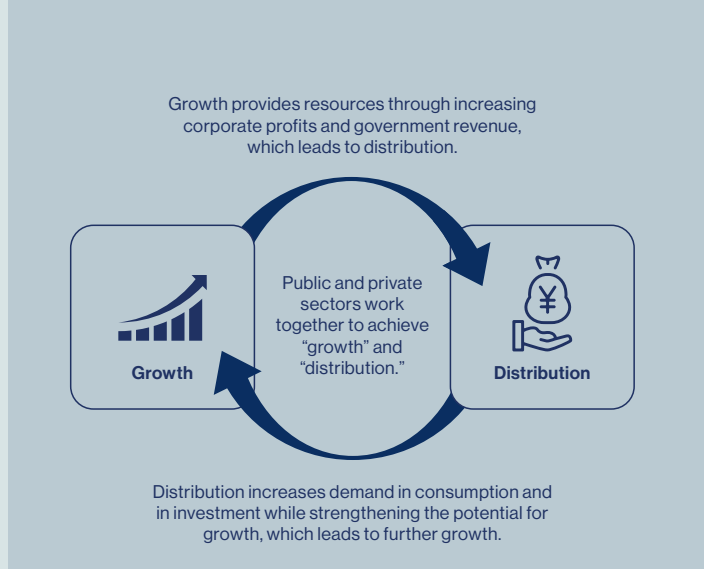 Growth provides resources through increasing
corporate profits and government revenue,
which leads to distribution.
Public and private
sectors work
together to achieve
“growth” and
“distribution.”
¥
Growth
Distribution
Distribution increases demand in consumption and
in investment while strengthening the potential for
growth, which leads to further growth.